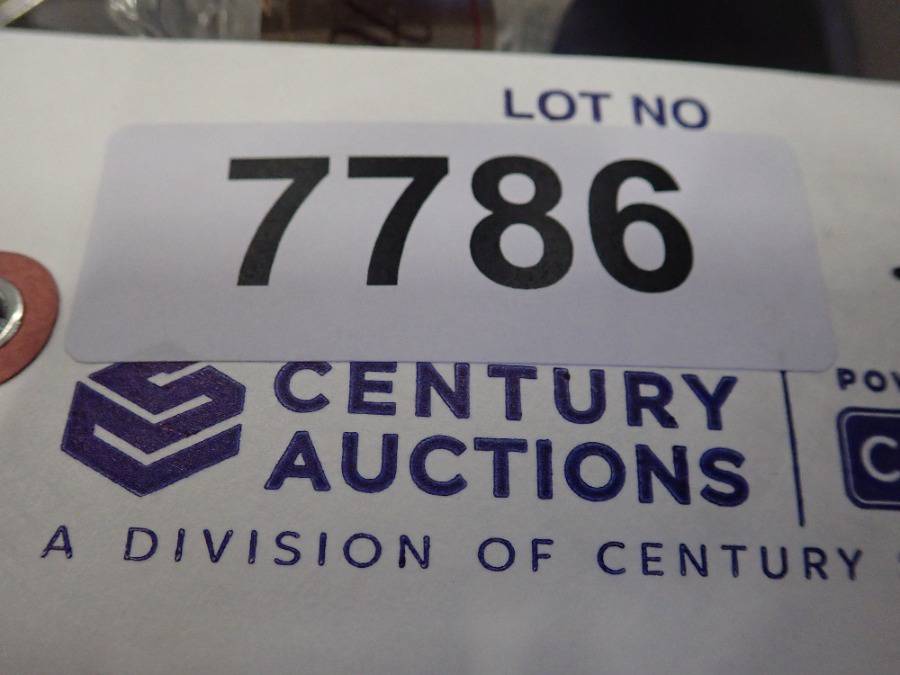 LOT NO
7786
CENTURY
AUCTIONS
A DIVISION OF CENTURY